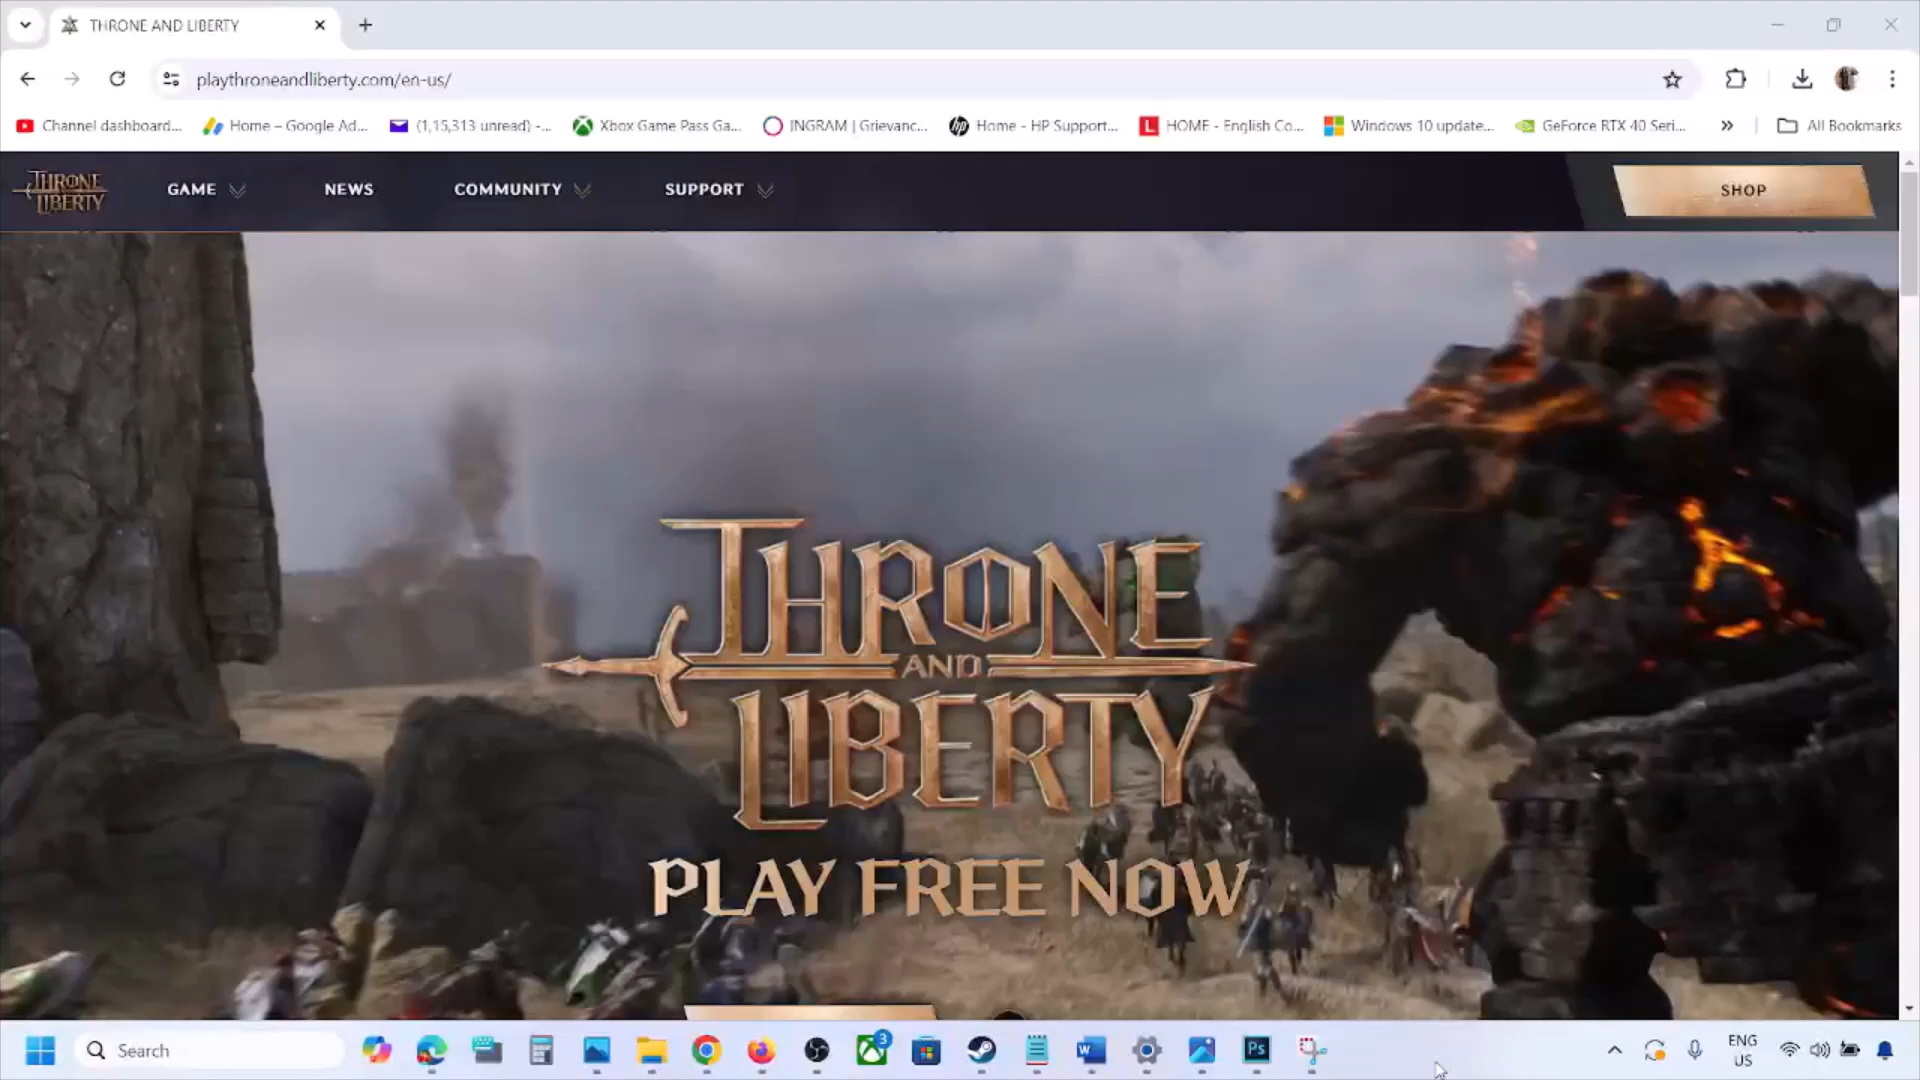 THRONE AND LIBERTY
playthroneandliberty.com/en-us/
Channel dashboard...
Home – Google Ad...
(1,15,313 unread) -...
Xbox Game Pass Ga...
INGRAM | Grievanc...
Home - HP Support...
HOME - English Co...
Windows 10 update...
GeForce RTX 40 Seri...
All Bookmarks
THRONE
LIBERTY
GAME
NEWS
COMMUNITY
SUPPORT
SHOP
THRONE
AND
LIBERTY
PLAY FREE NOW
Search
3
W
Ps
ENG
US